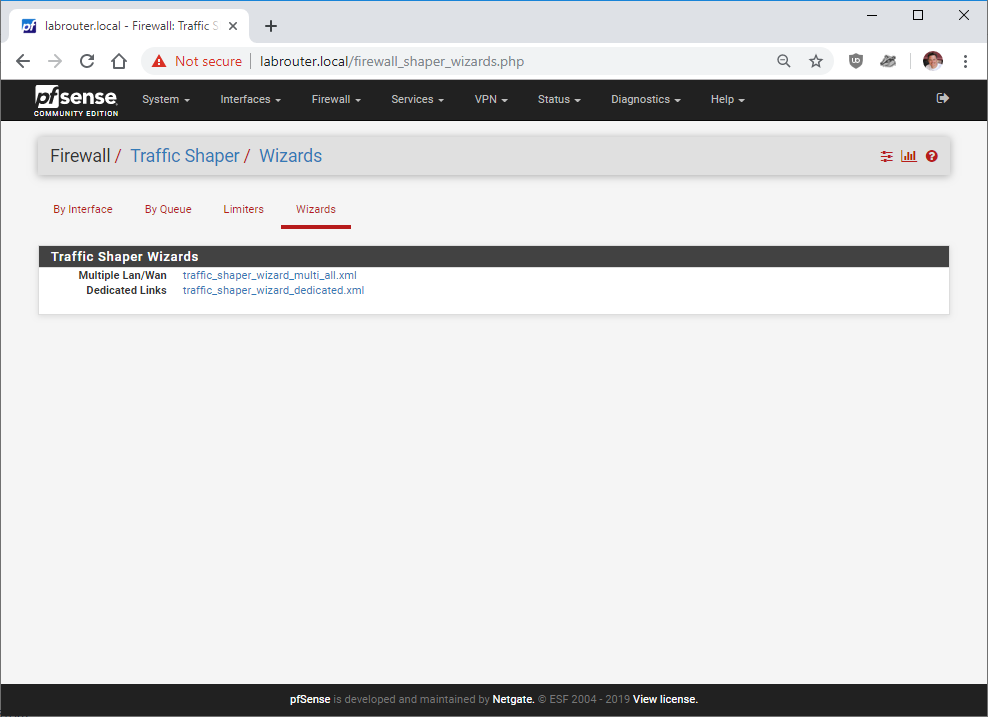 labrouter.local - Firewall: Traffic S
Not secure labrouter.local/firewall_shaper_wizards.php
pfsense
COMMUNITY EDITION
System Interfaces Firewall Services VPN Status Diagnostics Help
Firewall / Traffic Shaper / Wizards
By Interface By Queue Limiters Wizards
Traffic Shaper Wizards
Multiple Lan/Wan traffic_shaper_wizard_multi_all.xml
Dedicated Links traffic_shaper_wizard_dedicated.xml
pfSense is developed and maintained by Netgate. © ESF 2004 - 2019 View license.